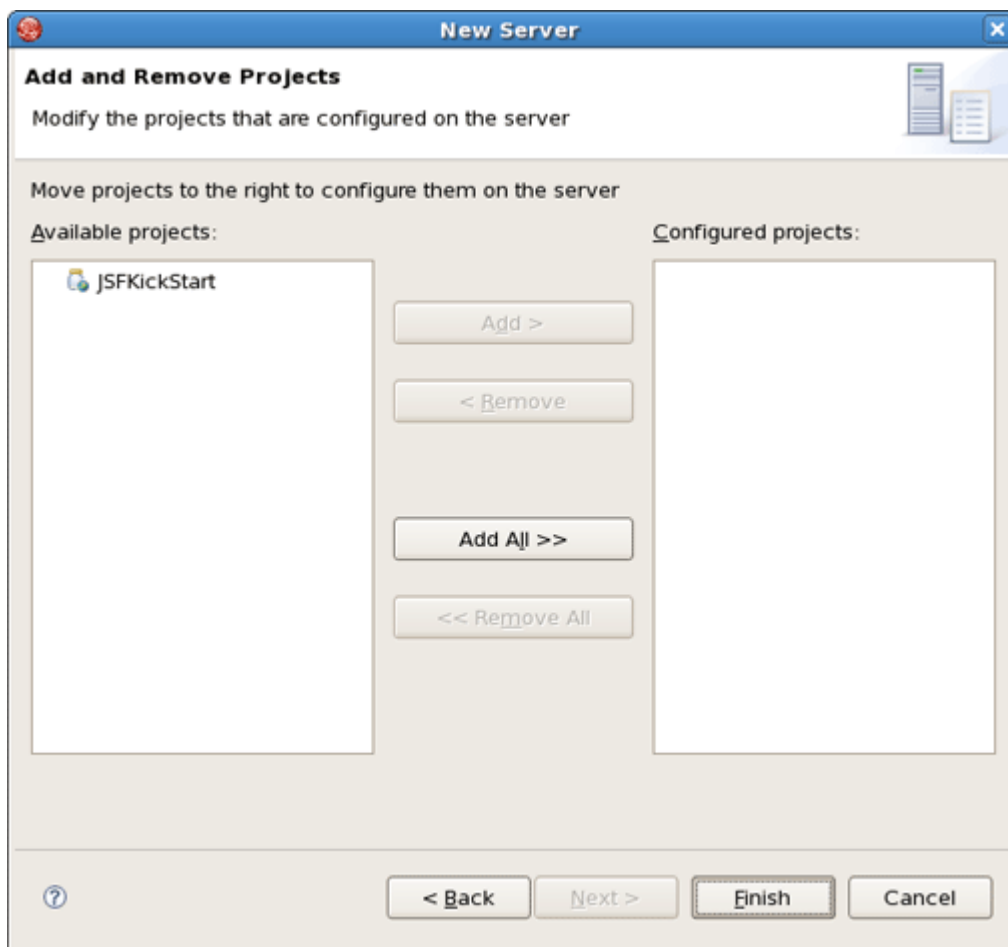 New Server
Add and Remove Projects
Modify the projects that are configured on the server
Move projects to the right to configure them on the server
Available projects:
Configured projects:
JSFKickStart
Add >
< Remove
Add All >>
<< Remove All
< Back
Next >
Finish
Cancel